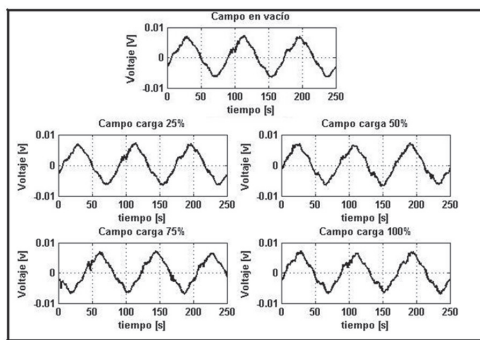 Campo en vacío
Voltaje [V]
0.01
0
-0.01
0 50 100 150 200 250
tiempo [s]
Campo carga 25%
Voltaje [v]
0.01
0
-0.01
0 50 100 150 200 250
tiempo [s]
Campo carga 50%
Voltaje [v]
0.01
0
-0.01
0 50 100 150 200 250
tiempo [s]
Campo carga 75%
Voltaje [v]
0.01
0
-0.01
0 50 100 150 200 250
tiempo [s]
Campo carga 100%
Voltaje [v]
0.01
0
-0.01
0 50 100 150 200 250
tiempo [s]